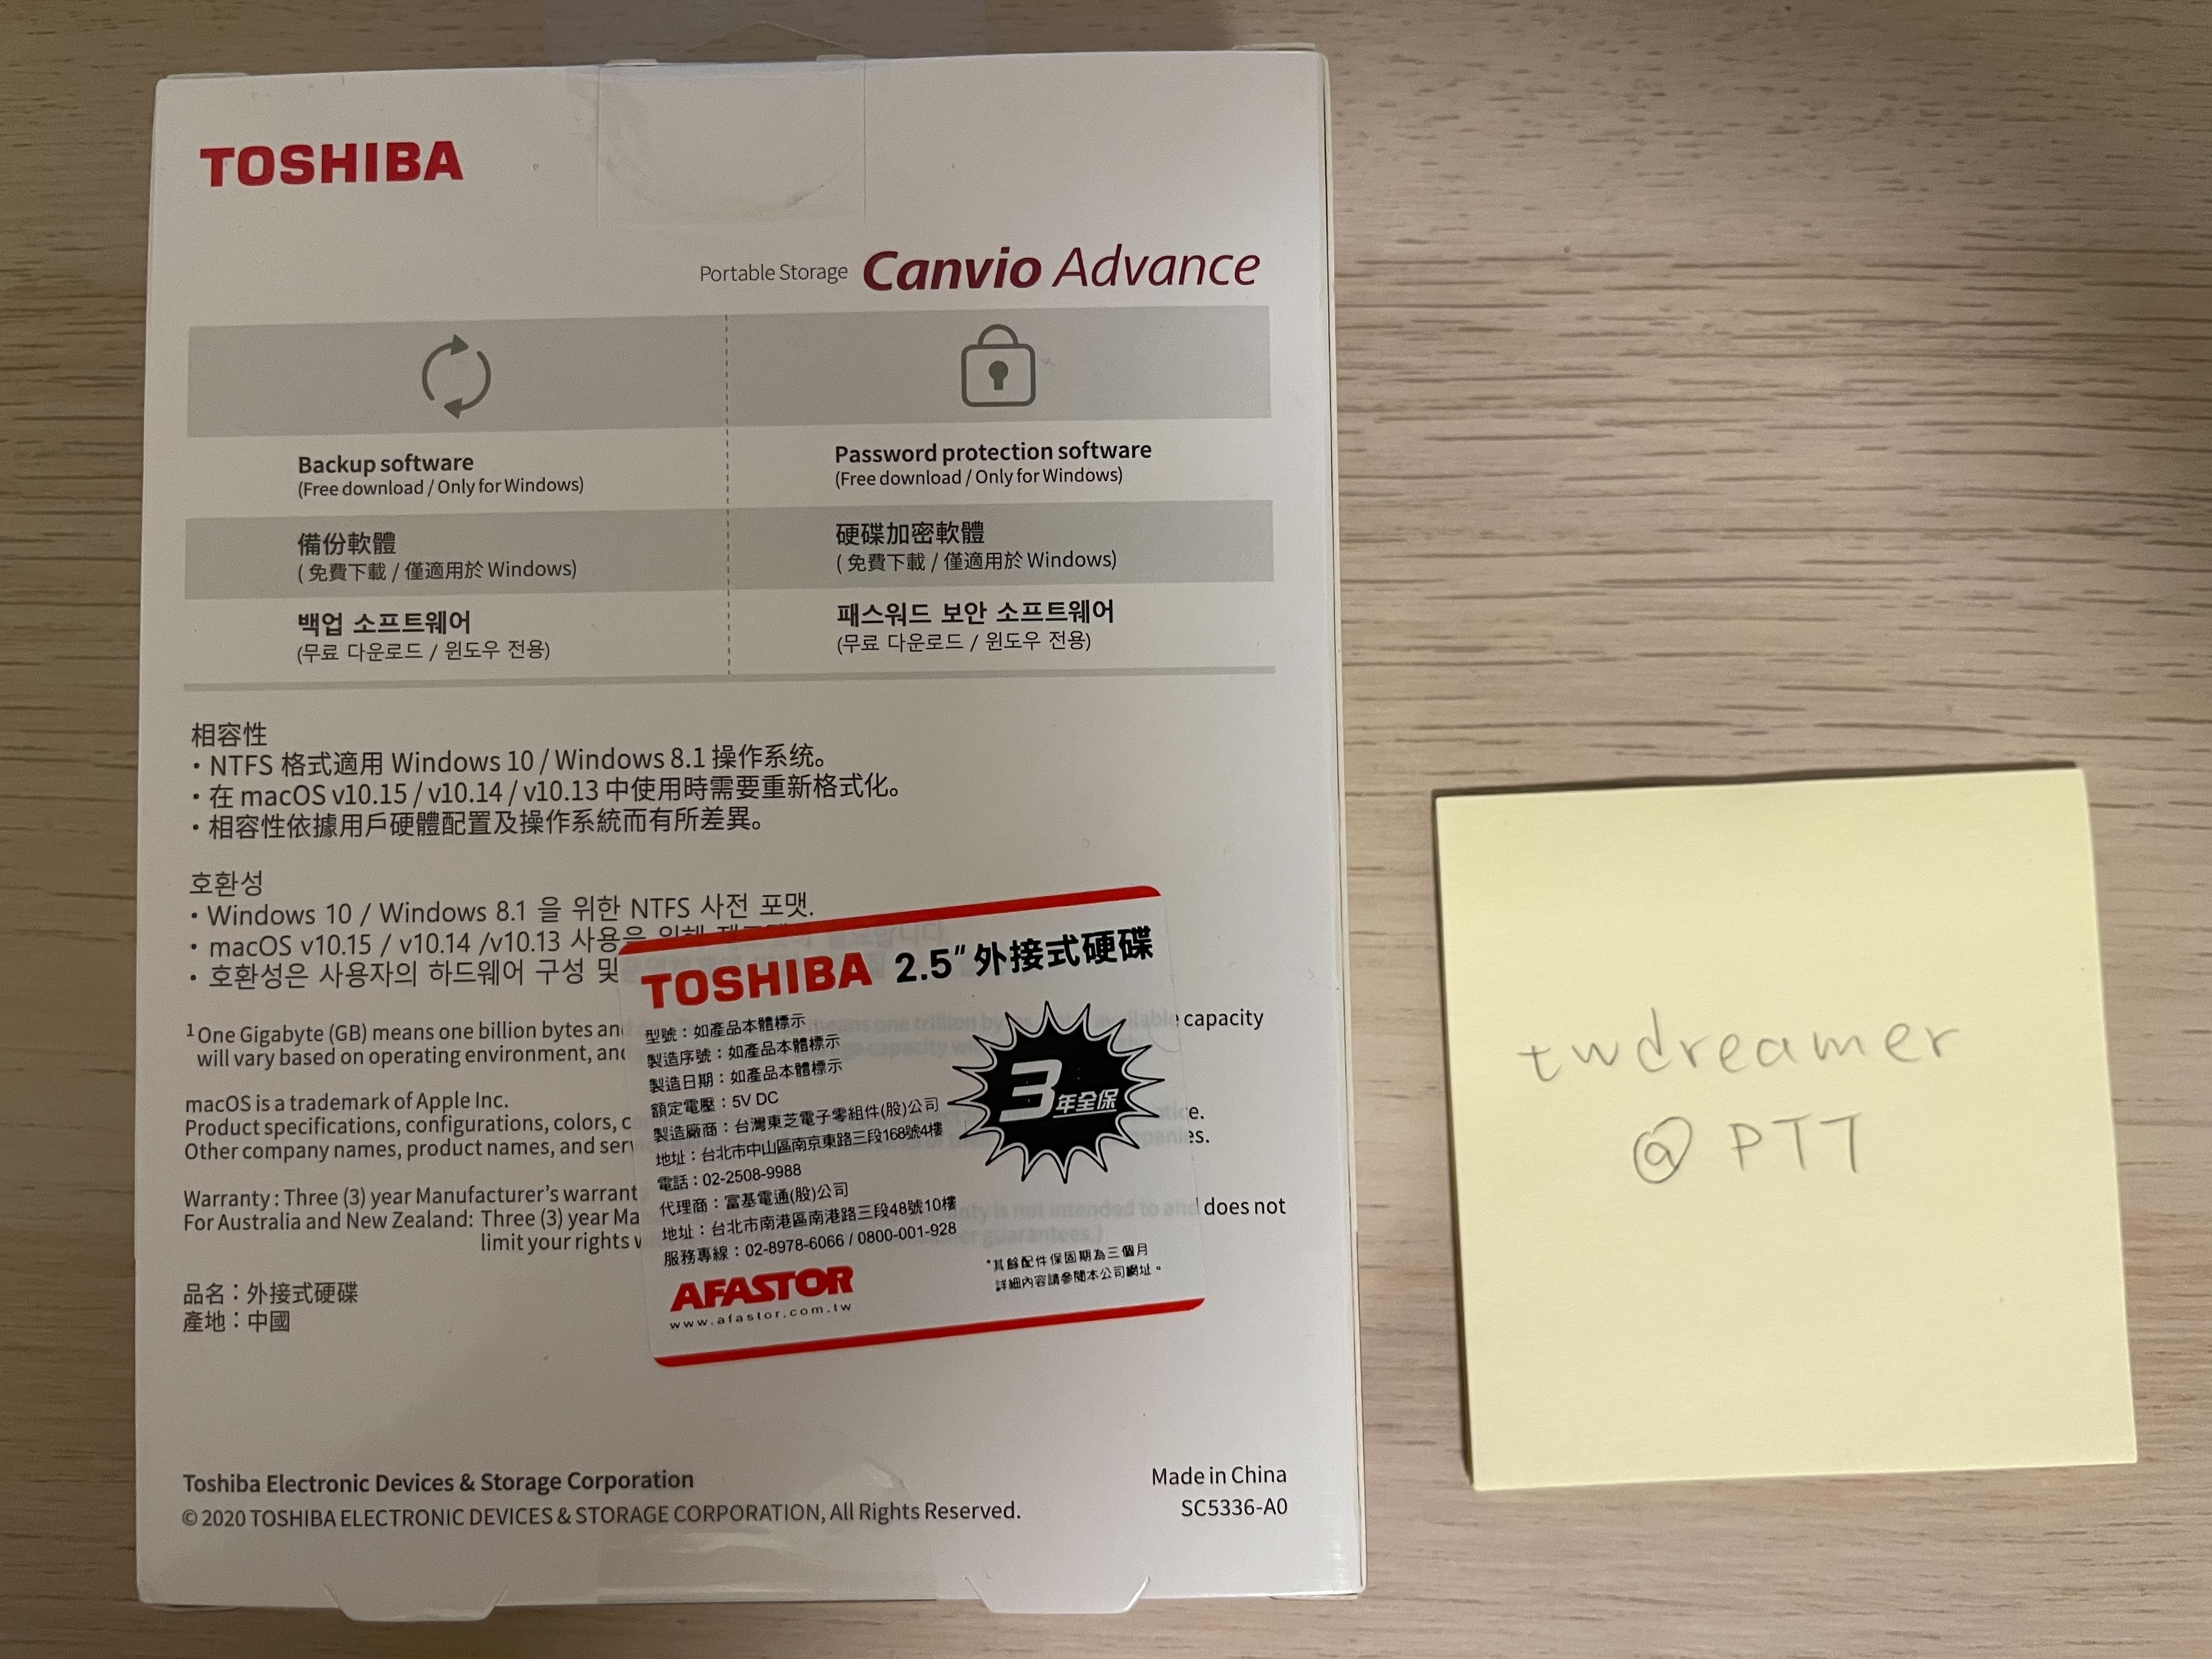 TOSHIBA
Portable Storage Canvio Advance
Backup software
(Free download / Only for Windows)
Password protection software
(Free download / Only for Windows)
備份軟體
( 免費下載 / 僅適用於 Windows)
硬碟加密軟體
( 免費下載 / 僅適用於 Windows)
백업 소프트웨어
(무료 다운로드 / 윈도우 전용)
패스워드 보안 소프트웨어
(무료 다운로드 / 윈도우 전용)
相容性
・NTFS 格式適用 Windows 10 / Windows 8.1 操作系统。
・在 macOS v10.15 / v10.14 / v10.13 中使用時需要重新格式化。
・相容性依據用戶硬體配置及操作系統而有所差異。
호환성
・Windows 10 / Windows 8.1 을 위한 NTFS 사전 포맷.
・macOS v10.15 / v10.14 /v10.13 사용을 위해
・호환성은 사용자의 하드웨어 구성 및
1 One Gigabyte (GB) means one billion bytes and means one trillion capacity
will vary based on operating environment, and
macOS is a trademark of Apple Inc.
Product specifications, configurations, colors,
Other company names, product names, and
Warranty : Three (3) year Manufacturer's
For Australia and New Zealand: Three (3) year is not intended to and does not
limit your rights guarantees.)
品名：外接式硬碟
產地：中國
TOSHIBA 2.5"外接式硬碟
型號：如產品本體標示
製造序號：如產品本體標示
製造日期：如產品本體標示
額定電壓：5V DC
製造廠商：台灣東芝電子零組件(股)公司
地址：台北市中山區南京東路三段168號4樓
電話：02-2508-9988
代理商：富基電通(股)公司
地址：台北市南港區南港路三段48號10樓
服務專線：02-8978-6066 / 0800-001-928
3年全保
AFASTOR
www.afastor.com.tw
*其餘配件保固期為三個月
詳細內容請參閱本公司網址。
Toshiba Electronic Devices & Storage Corporation
© 2020 TOSHIBA ELECTRONIC DEVICES & STORAGE CORPORATION, All Rights Reserved.
Made in China
SC5336-A0
twdreamer
@ PTT